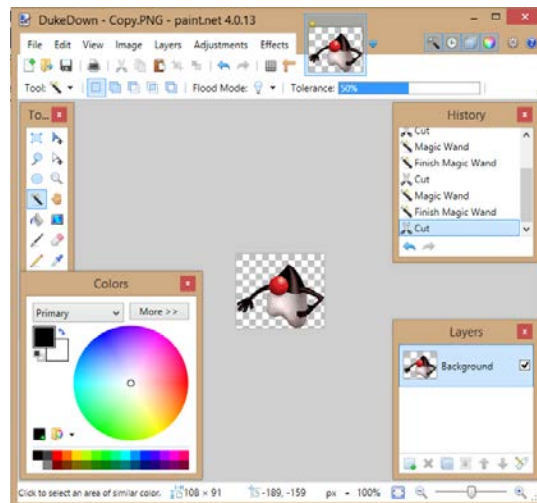 DukeDown - Copy.PNG - paint.net 4.0.13
File Edit View Image Layers Adjustments Effects
Tool: Flood Mode: Tolerance: 50%
To...
History
Cut
Magic Wand
Finish Magic Wand
Cut
Magic Wand
Finish Magic Wand
Cut
Colors
Primary More >>
Layers
Background
Click to select an area of similar color. 108 × 91 -189, -159 px 100%